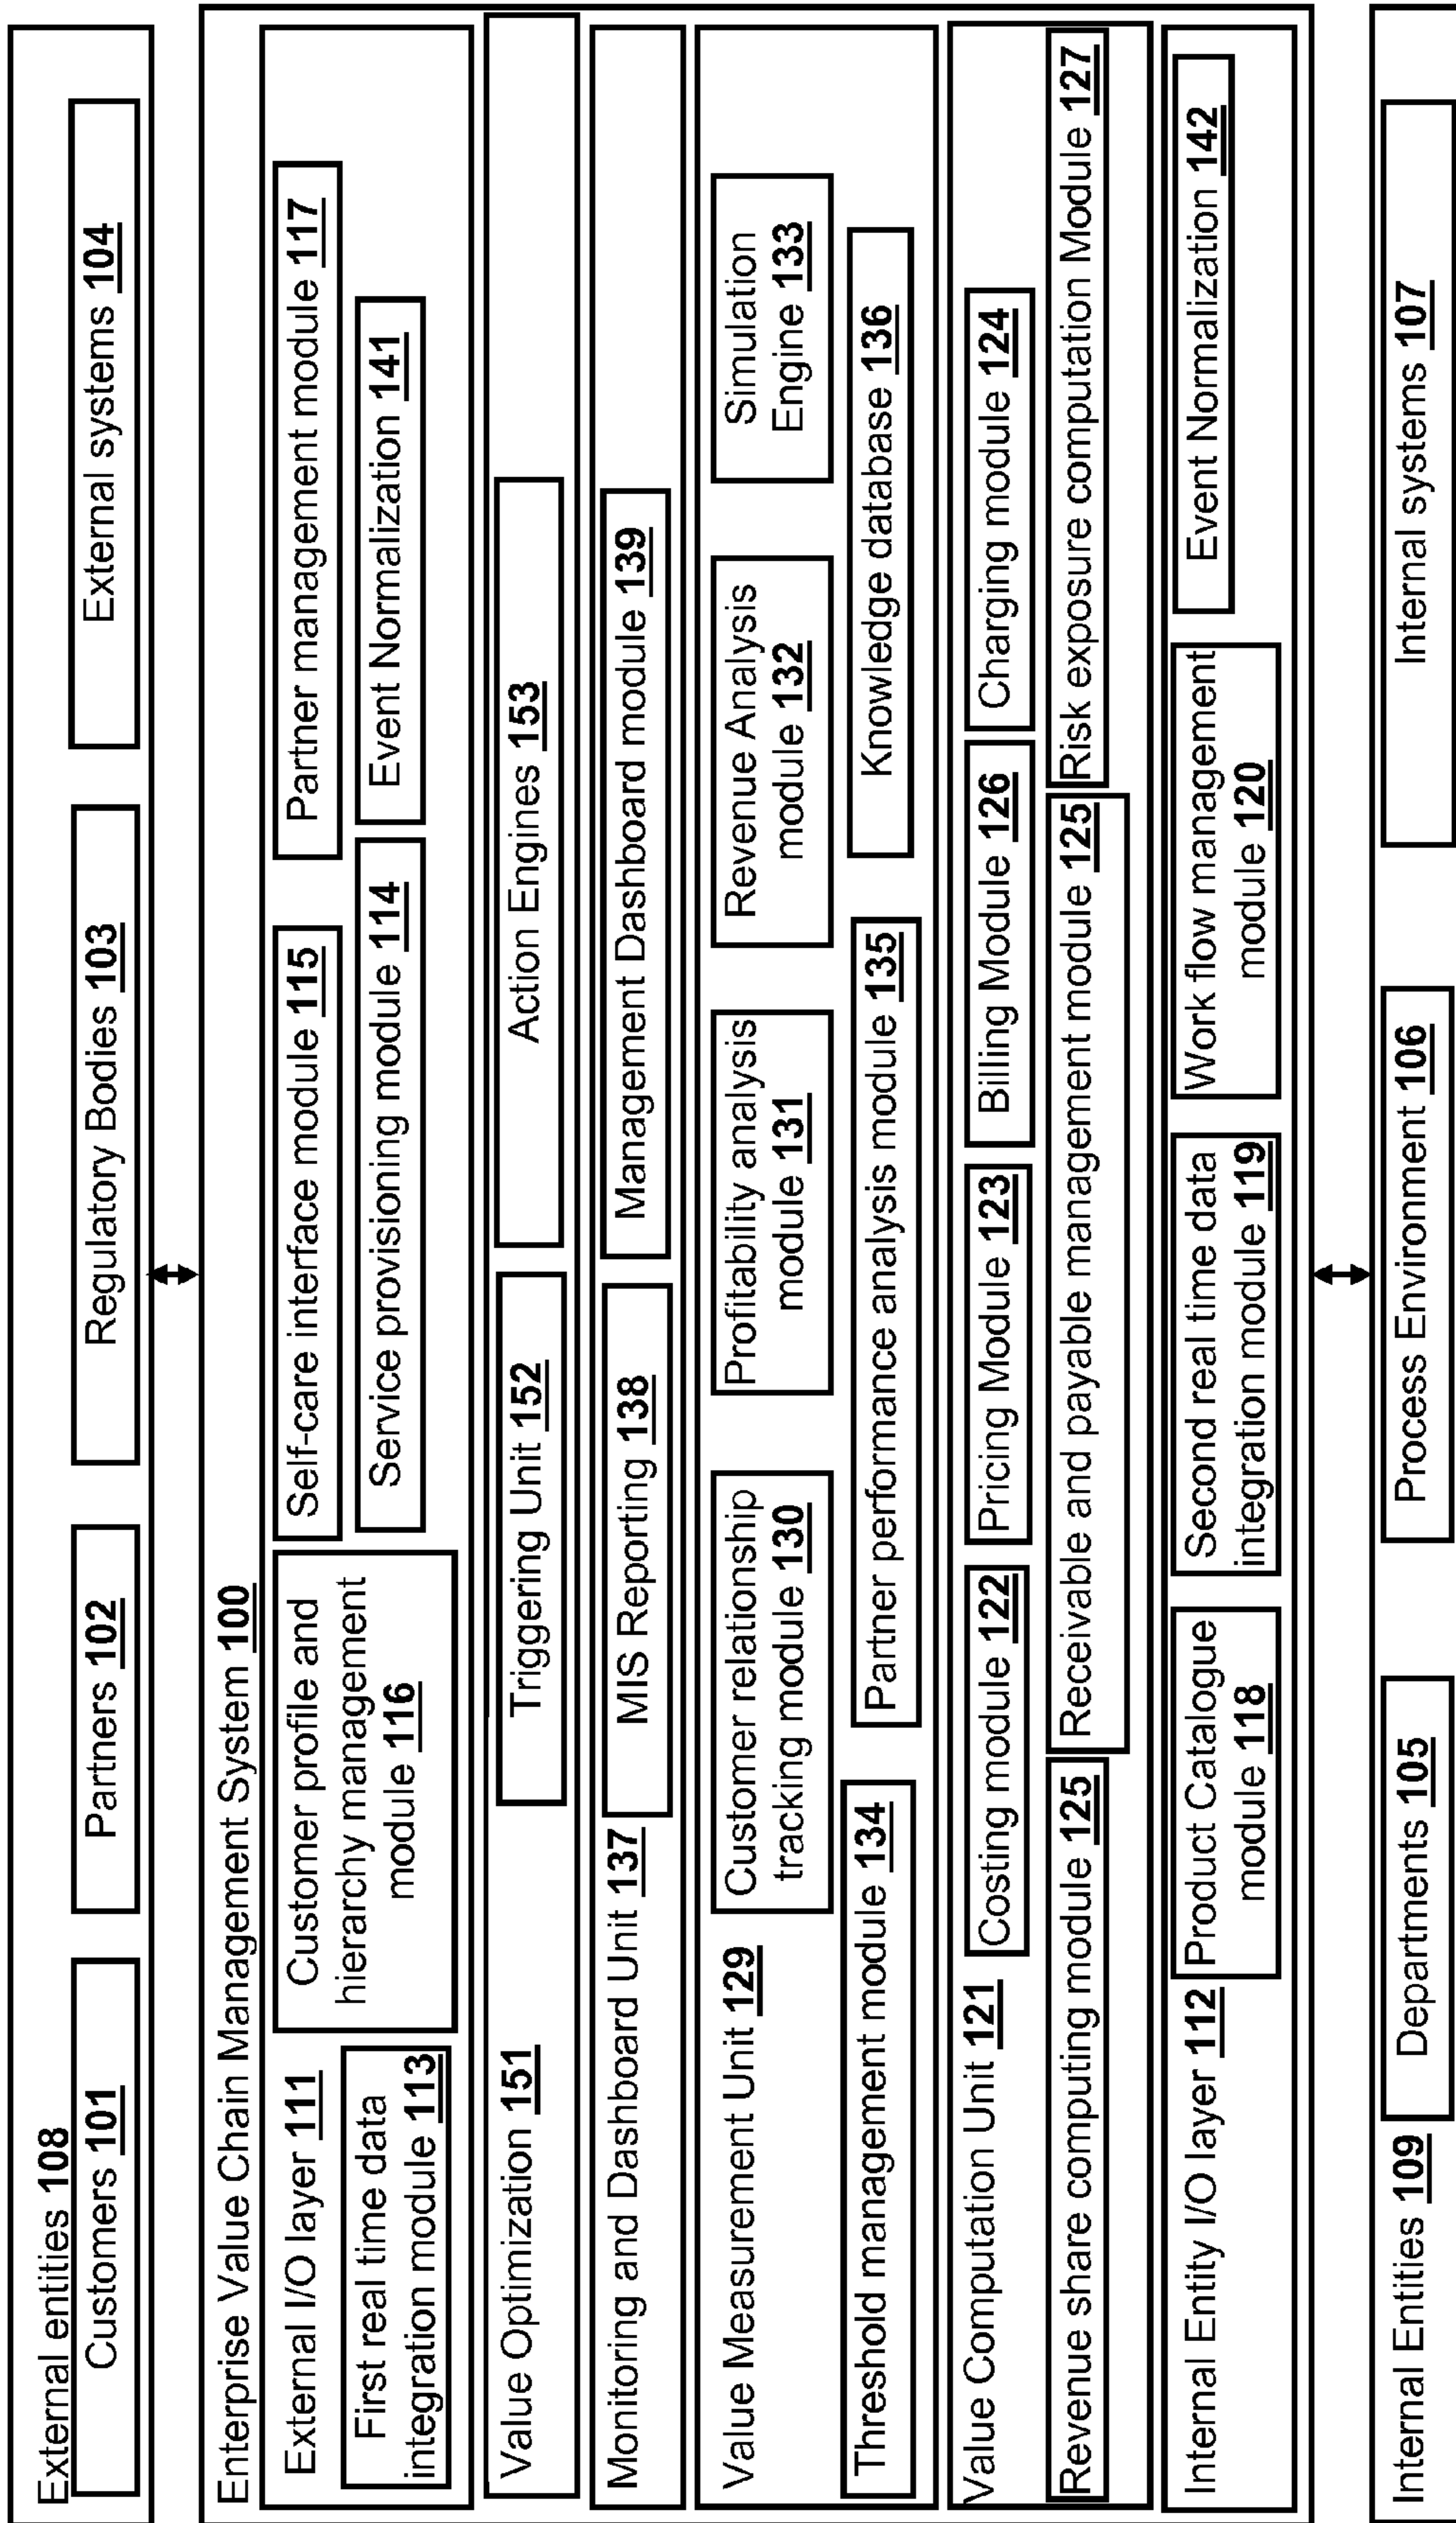 External entities 108
Customers 101
Partners 102
Regulatory Bodies 103
External systems 104
Enterprise Value Chain Management System 100
External I/O layer 111
First real time data
integration module 113
Customer profile and
hierarchy management
module 116
Self-care interface module 115
Service provisioning module 114
Partner management module 117
Event Normalization 141
Value Optimization 151
Triggering Unit 152
Action Engines 153
Monitoring and Dashboard Unit 137
MIS Reporting 138
Management Dashboard module 139
Value Measurement Unit 129
Customer relationship
tracking module 130
Profitability analysis
module 131
Revenue Analysis
module 132
Simulation
Engine 133
Threshold management module 134
Partner performance analysis module 135
Knowledge database 136
Value Computation Unit 121
Costing module 122
Pricing Module 123
Billing Module 126
Charging module 124
Revenue share computing module 125
Receivable and payable management module 125
Risk exposure computation Module 127
Internal Entity I/O layer 112
Product Catalogue
module 118
Second real time data
integration module 119
Work flow management
module 120
Event Normalization 142
Internal Entities 109
Departments 105
Process Environment 106
Internal systems 107